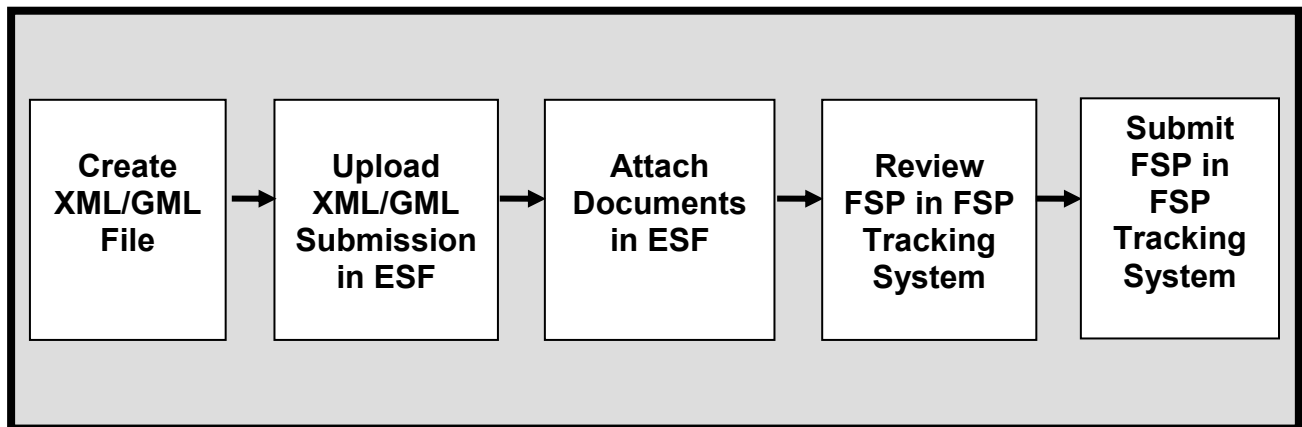 Create
XML/GML
File
Upload
XML/GML
Submission
in ESF
Attach
Documents
in ESF
Review
FSP in FSP
Tracking
System
Submit
FSP in
FSP
Tracking
System